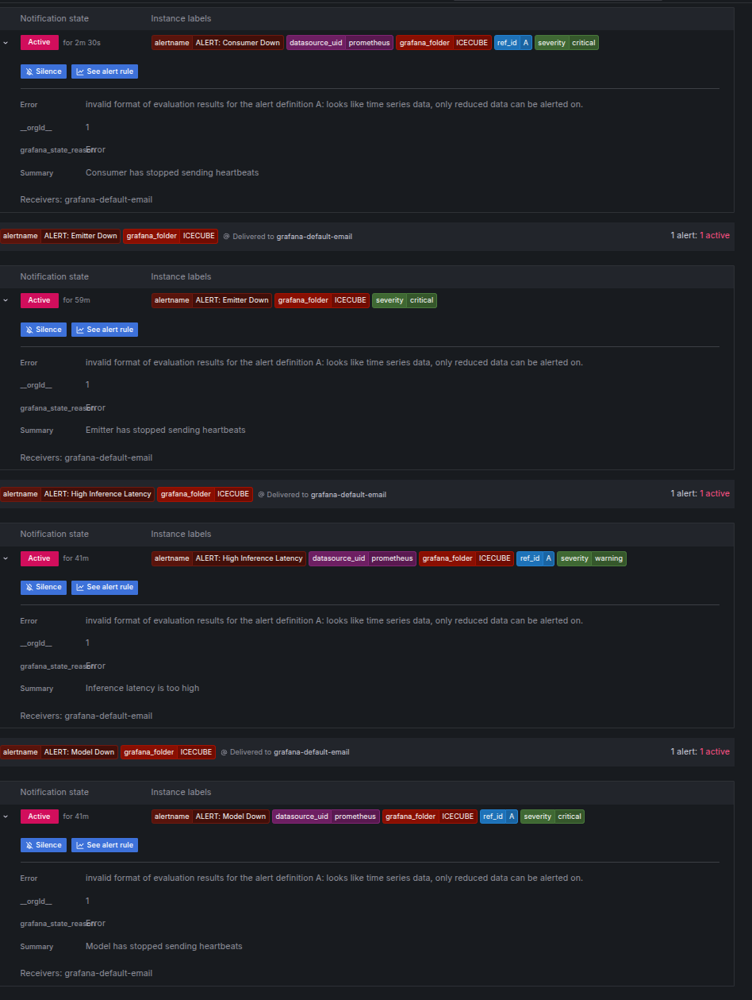 Notification state Instance labels
Active for 2m 30s alertname ALERT: Consumer Down datasource_uid prometheus grafana_folder ICECUBE ref_id A severity critical
Silence See alert rule
Error invalid format of evaluation results for the alert definition A: looks like time series data, only reduced data can be alerted on.
__orgId__ 1
grafana_state_reason Error
Summary Consumer has stopped sending heartbeats
Receivers: grafana-default-email
alertname ALERT: Emitter Down grafana_folder ICECUBE @ Delivered to grafana-default-email 1 alert: 1 active
Notification state Instance labels
Active for 59m alertname ALERT: Emitter Down grafana_folder ICECUBE severity critical
Silence See alert rule
Error invalid format of evaluation results for the alert definition A: looks like time series data, only reduced data can be alerted on.
__orgId__ 1
grafana_state_reason Error
Summary Emitter has stopped sending heartbeats
Receivers: grafana-default-email
alertname ALERT: High Inference Latency grafana_folder ICECUBE @ Delivered to grafana-default-email 1 alert: 1 active
Notification state Instance labels
Active for 41m alertname ALERT: High Inference Latency datasource_uid prometheus grafana_folder ICECUBE ref_id A severity warning
Silence See alert rule
Error invalid format of evaluation results for the alert definition A: looks like time series data, only reduced data can be alerted on.
__orgId__ 1
grafana_state_reason Error
Summary Inference latency is too high
Receivers: grafana-default-email
alertname ALERT: Model Down grafana_folder ICECUBE @ Delivered to grafana-default-email 1 alert: 1 active
Notification state Instance labels
Active for 41m alertname ALERT: Model Down datasource_uid prometheus grafana_folder ICECUBE ref_id A severity critical
Silence See alert rule
Error invalid format of evaluation results for the alert definition A: looks like time series data, only reduced data can be alerted on.
__orgId__ 1
grafana_state_reason Error
Summary Model has stopped sending heartbeats
Receivers: grafana-default-email